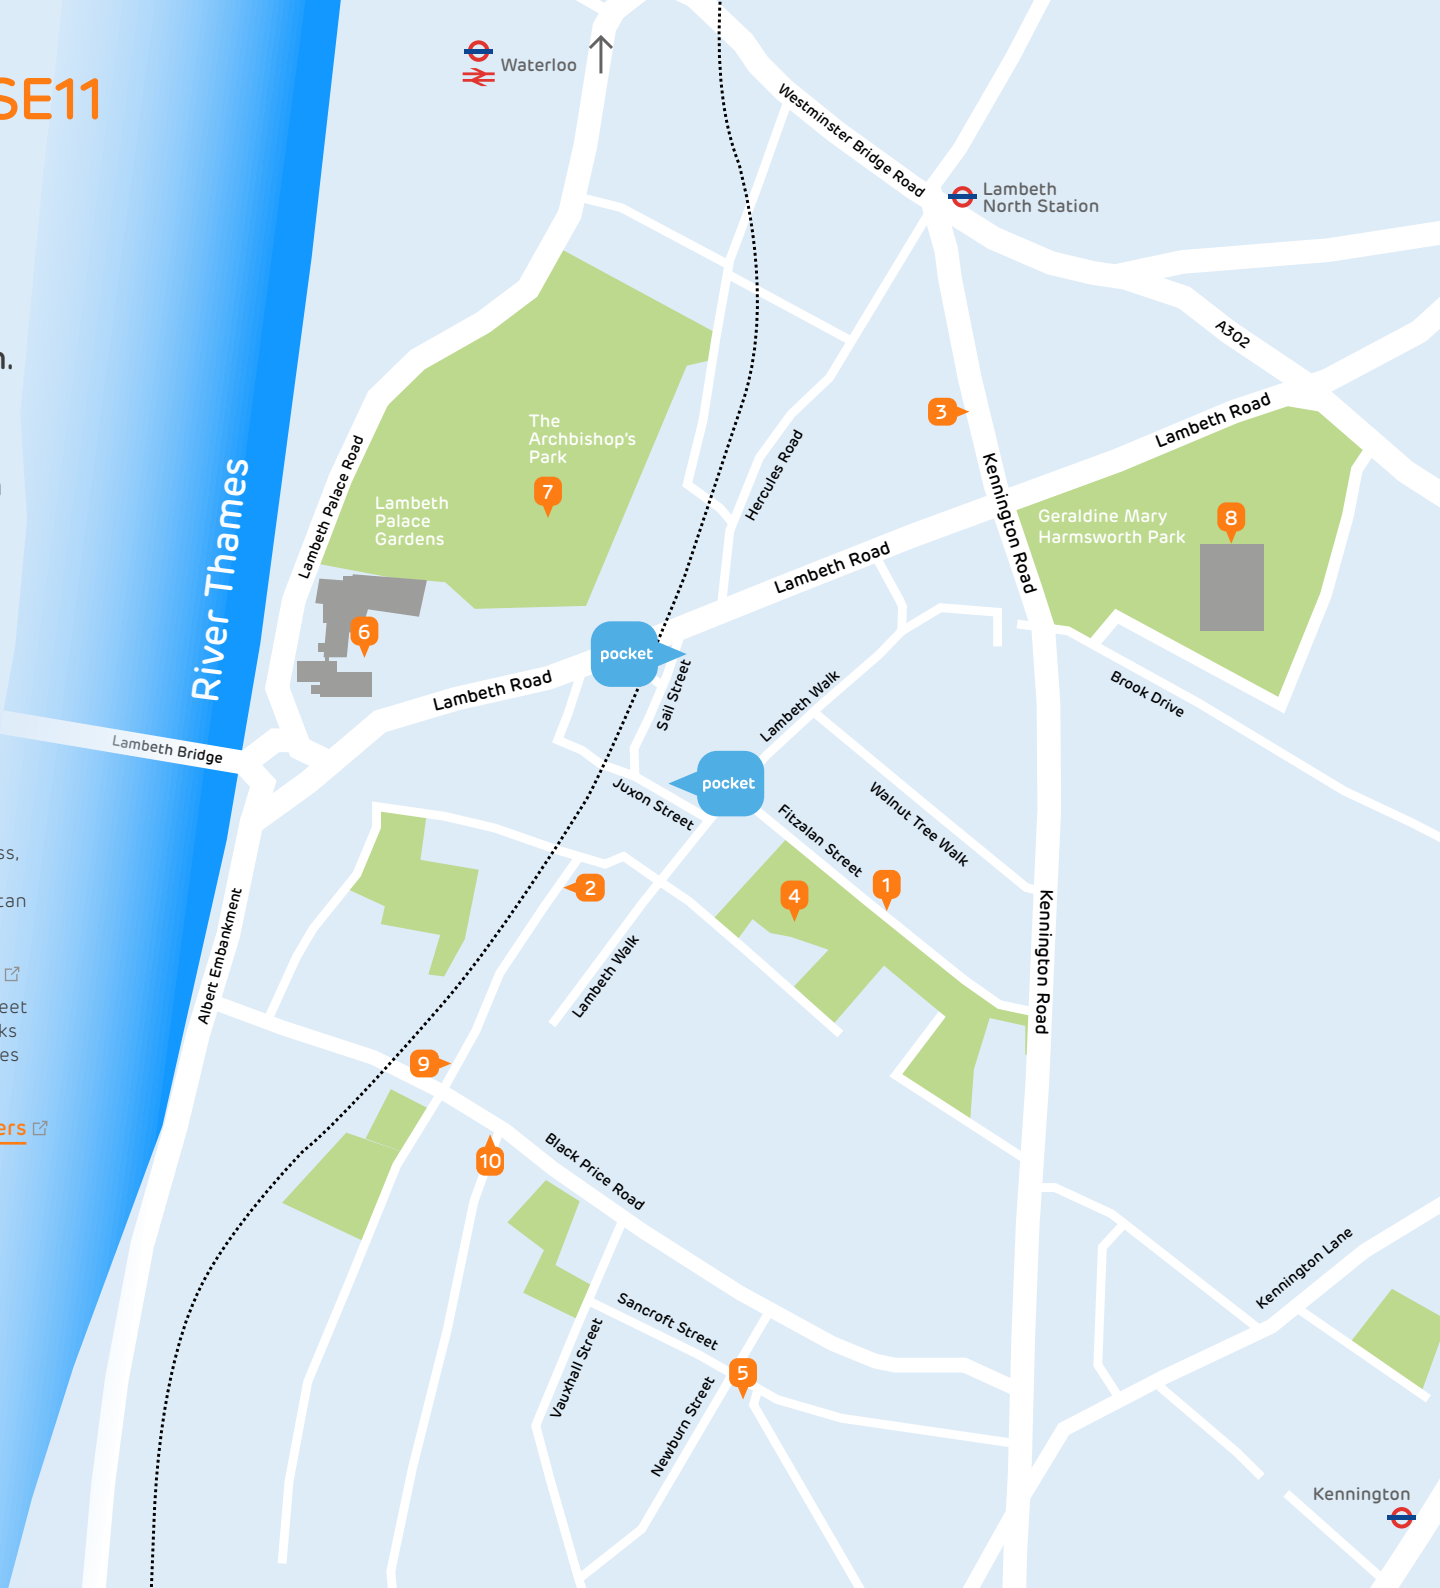 SE11
Waterloo
Westminster Bridge Road
Lambeth
North Station
A302
Lambeth Road
3
Kennington Road
The
Archbishop's
Park
7
Lambeth
Palace
Gardens
Lambeth Palace Road
Hercules Road
Geraldine Mary
Harmsworth Park
8
River Thames
6
Lambeth Road
pocket
Lambeth Road
Sail Street
Lambeth Walk
Brook Drive
Lambeth Bridge
pocket
Juxon Street
Fitzalan Street
Walnut Tree Walk
2
4
1
Albert Embankment
Lambeth Walk
Kennington Road
9
10
Black Price Road
Sancroft Street
Vauxhall Street
5
Newburn Street
Kennington Lane
Kennington